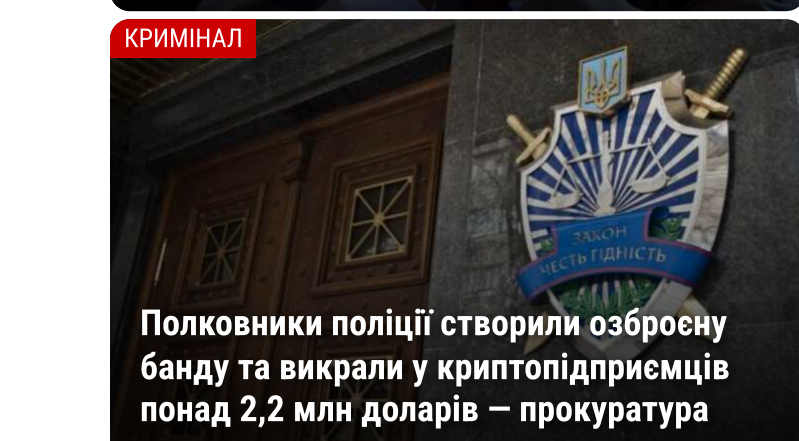 КРИМІНАЛ
ЗАКОН
ЧЕСТЬ ГІДНІСТЬ
Полковники поліції створили озброєну
банду та викрали у криптопідприємців
понад 2,2 млн доларів — прокуратура